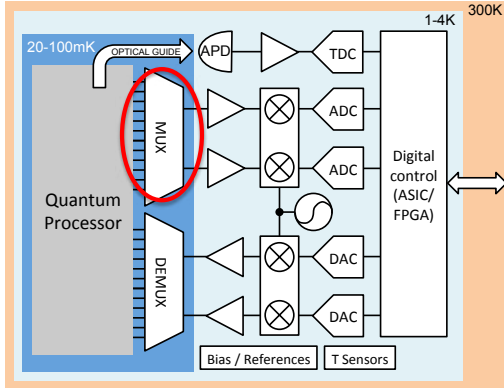 300K
1-4K
20-100mK
OPTICAL GUIDE
APD
TDC
MUX
ADC
ADC
Quantum
Processor
Digital
control
(ASIC/
FPGA)
DEMUX
DAC
DAC
Bias / References
T Sensors